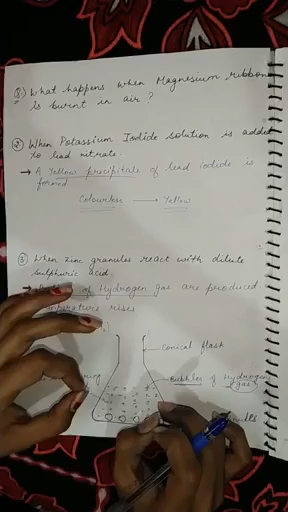 Q) What happens when Magnesium ribbon
is burnt in air ?
② When Potassium Iodide solution is added
to lead nitrate.
→ A Yellow precipitate of lead iodide is
formed
Colourless → Yellow
③ When zinc granules react with dilute
sulphuric acid.
→ of Hydrogen gas are produced.
rises
Conical flask
Bubbles of Hydrogen
gas